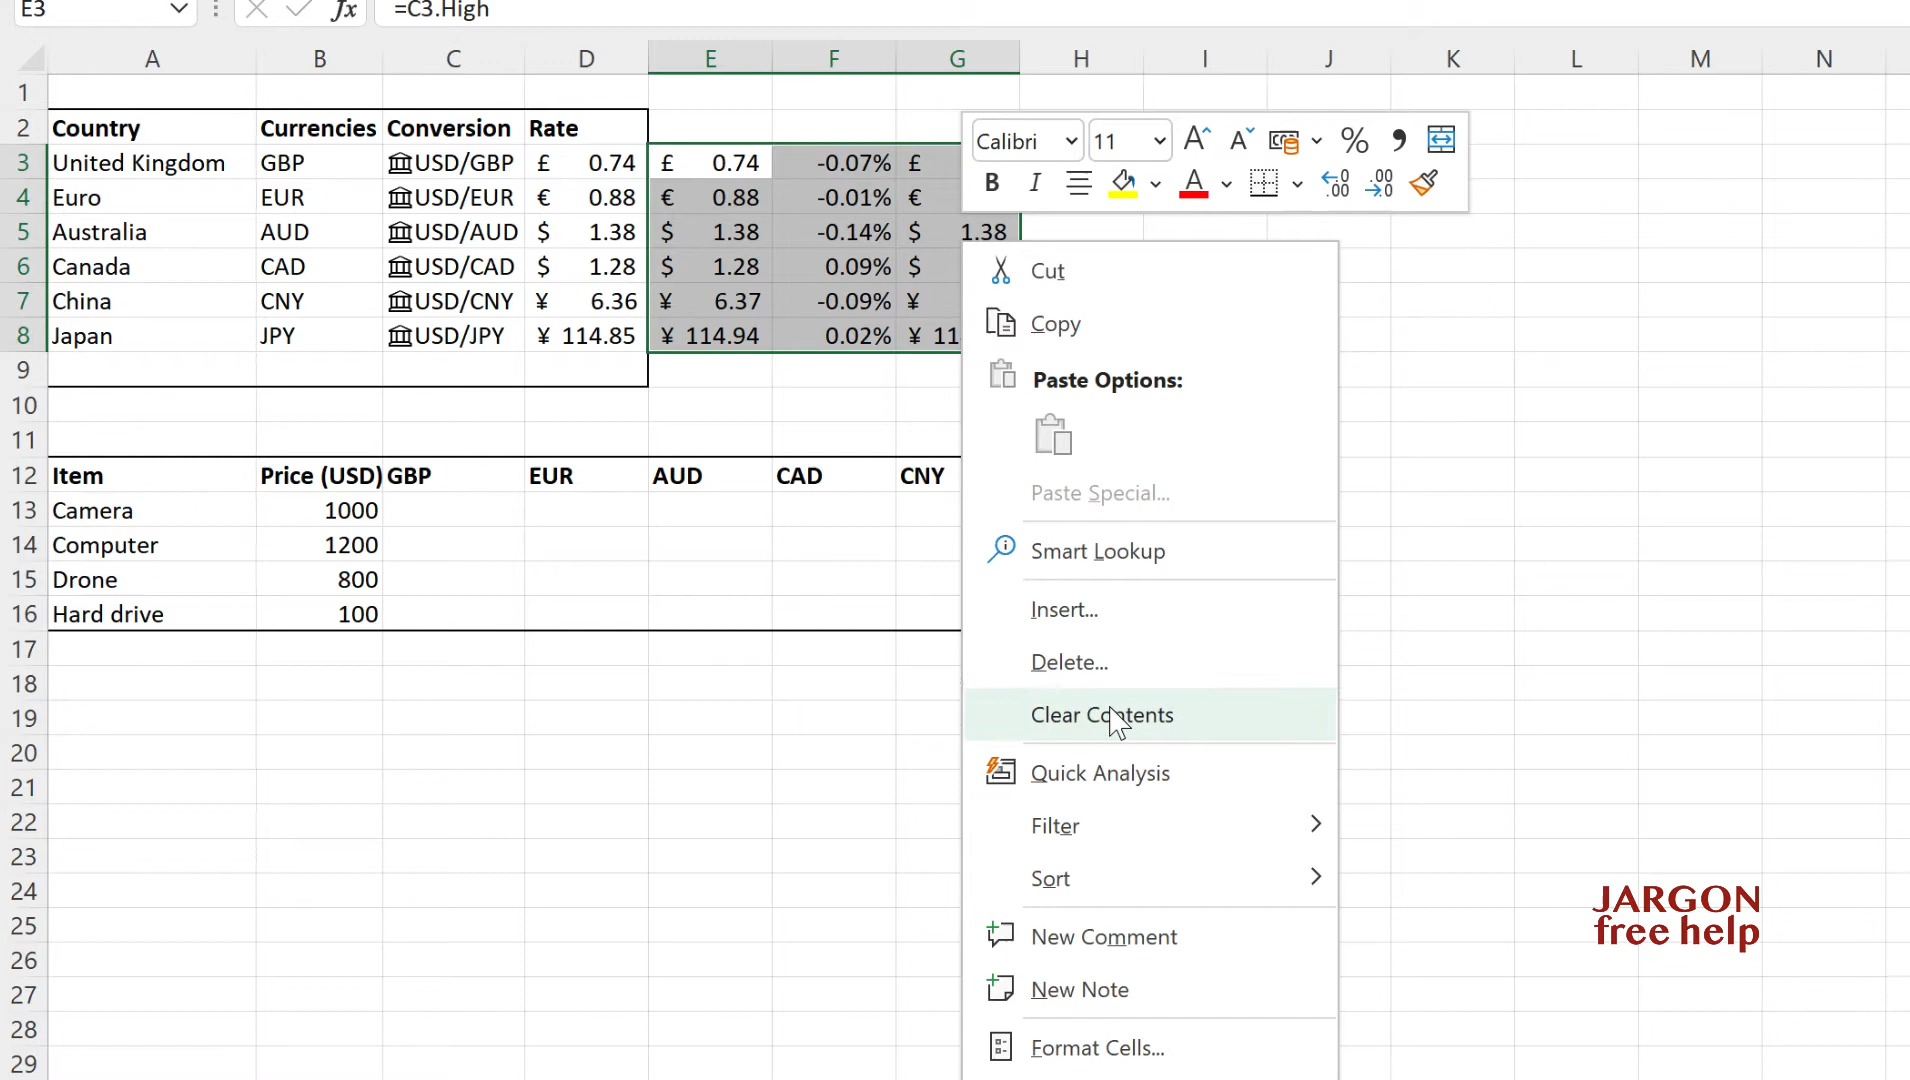 E3 fx =C3.High
A B C D E F G H I J K L M N
1
2 Country Currencies Conversion Rate
3 United Kingdom GBP USD/GBP £ 0.74 £ 0.74 -0.07% £
4 Euro EUR USD/EUR € 0.88 € 0.88 -0.01% €
5 Australia AUD USD/AUD $ 1.38 $ 1.38 -0.14% $ 1.38
6 Canada CAD USD/CAD $ 1.28 $ 1.28 0.09% $
7 China CNY USD/CNY ¥ 6.36 ¥ 6.37 -0.09% ¥
8 Japan JPY USD/JPY ¥ 114.85 ¥ 114.94 0.02% ¥ 11
9
10
11
12 Item Price (USD) GBP EUR AUD CAD CNY
13 Camera 1000
14 Computer 1200
15 Drone 800
16 Hard drive 100
17
18
19
20
21
22
23
24
25
26
27
28
29
Calibri 11 A A % ,
B I A
Cut
Copy
Paste Options:
Paste Special...
Smart Lookup
Insert...
Delete...
Clear Contents
Quick Analysis
Filter
Sort
New Comment
New Note
Format Cells...
JARGON
free help